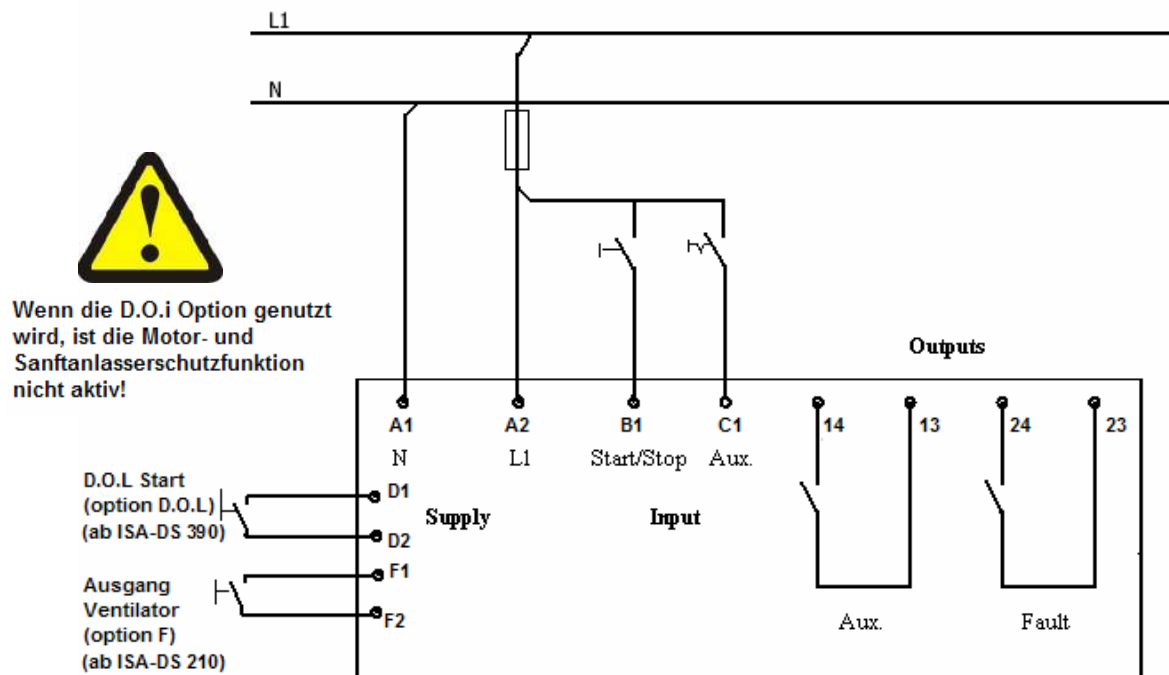 L1
N
Wenn die D.O.i Option genutzt
wird, ist die Motor- und
Sanftanlasserschutzfunktion
nicht aktiv!
Outputs
A1
A2
B1
C1
14
13
24
23
N
L1
Start/Stop
Aux.
D.O.L Start
(option D.O.L)
(ab ISA-DS 390)
D1
D2
Supply
Input
Ausgang
Ventilator
(option F)
(ab ISA-DS 210)
F1
F2
Aux.
Fault